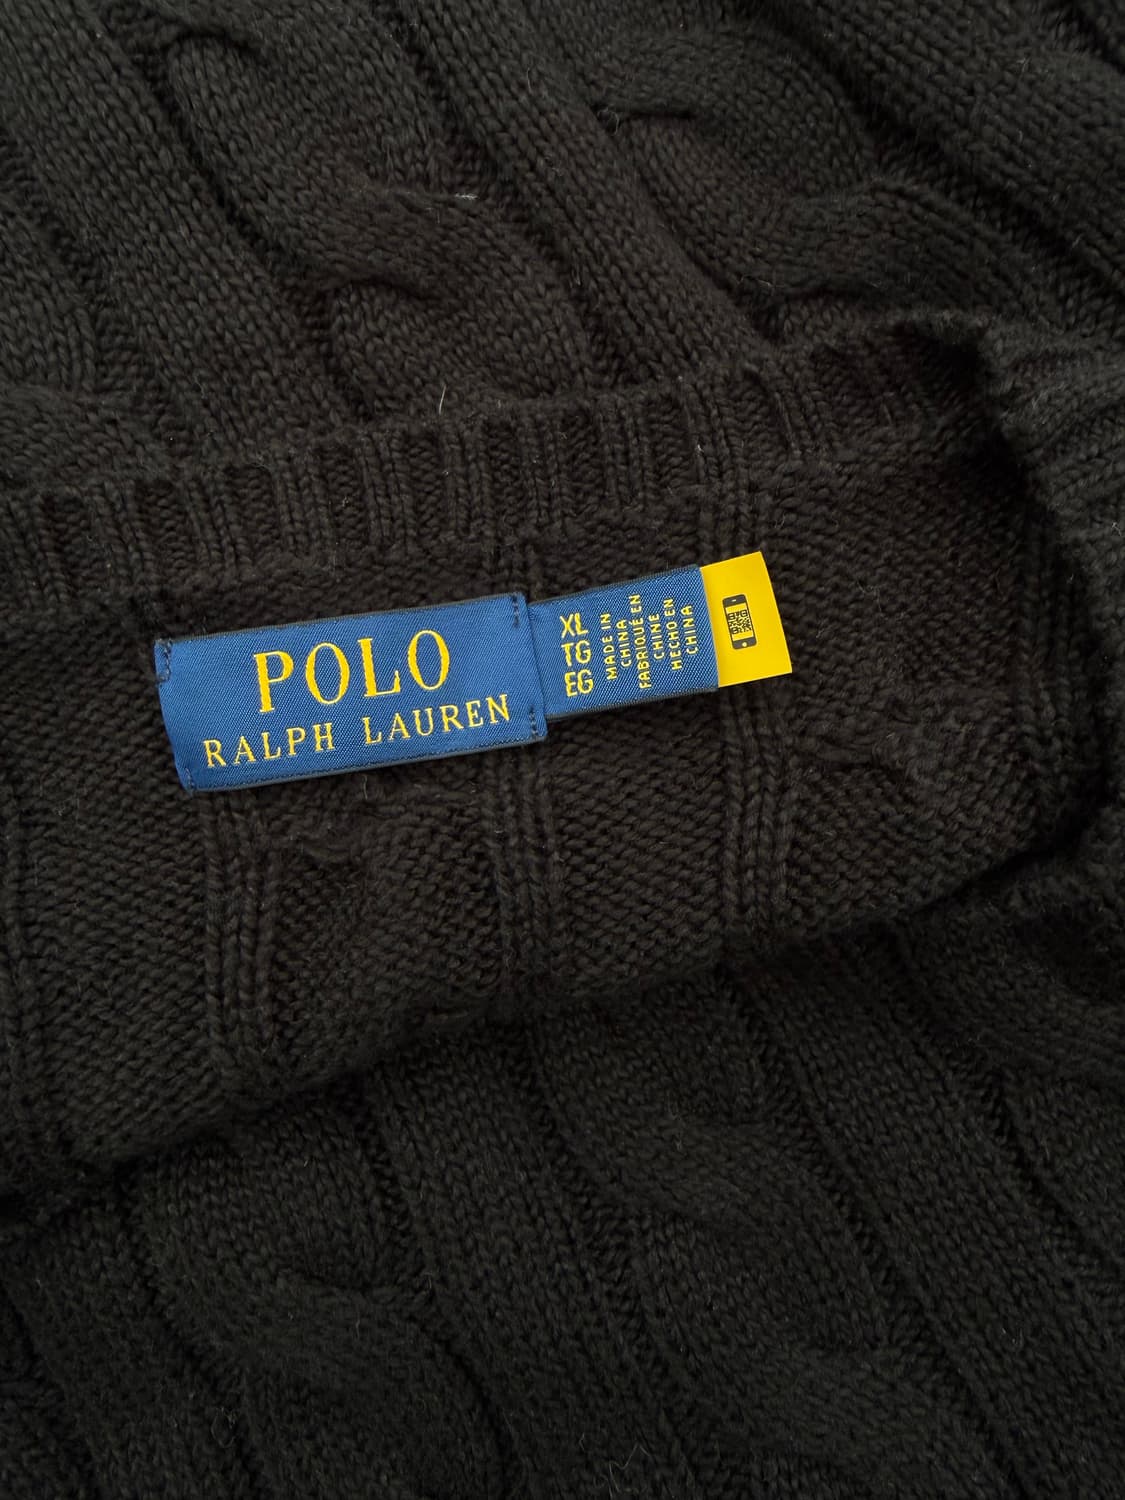 POLO
RALPH LAUREN
XL
TG
EG
MADE IN
CHINA
FABRIQUÉ EN
CHINE
HECHO EN
CHINA